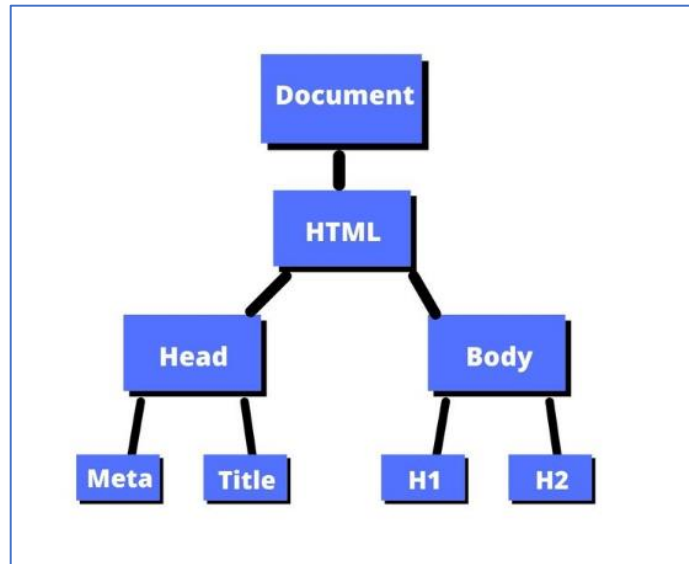 Document
HTML
Head
Body
Meta
Title
H1
H2